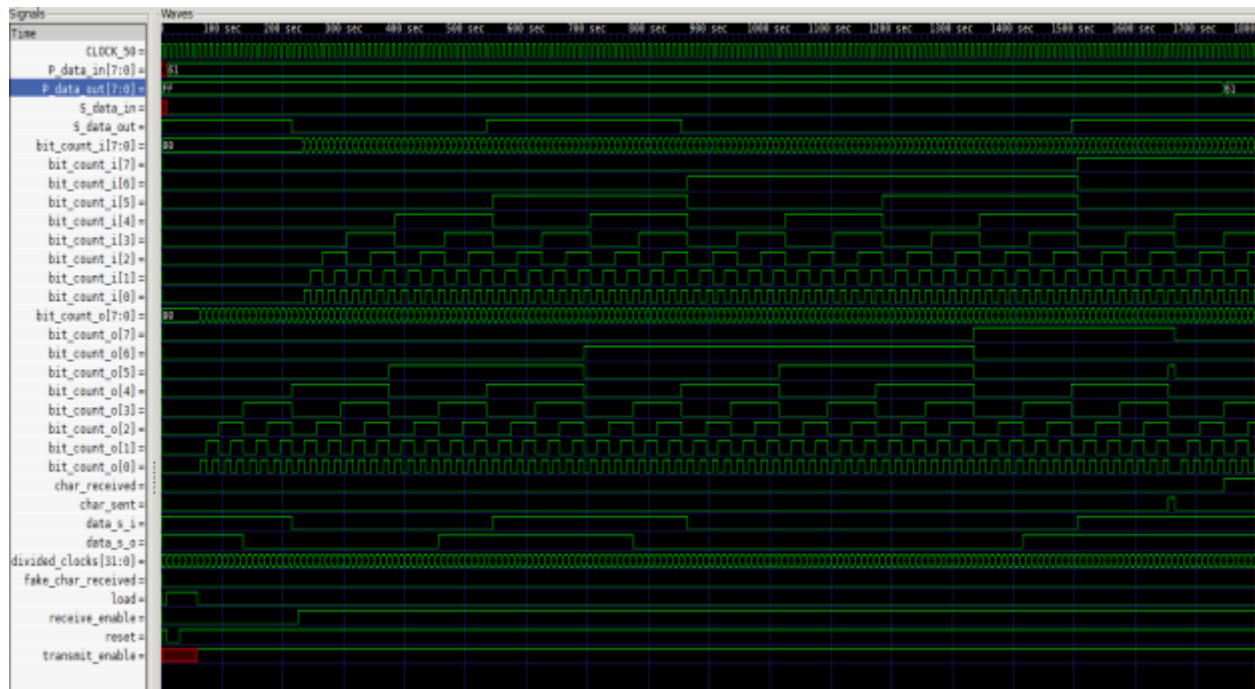 Signals
Waves
Time
100 sec 200 sec 300 sec 400 sec 500 sec 600 sec 700 sec 800 sec 900 sec 1000 sec 1100 sec 1200 sec 1300 sec 1400 sec 1500 sec 1600 sec 1700 sec 1800
CLOCK_50=
P_data_in[7:0]= 61
P_data_out[7:0]= FF 61
S_data_in=
S_data_out=
bit_count_i[7:0]= 00
bit_count_i[7]=
bit_count_i[6]=
bit_count_i[5]=
bit_count_i[4]=
bit_count_i[3]=
bit_count_i[2]=
bit_count_i[1]=
bit_count_i[0]=
bit_count_o[7:0]= 00
bit_count_o[7]=
bit_count_o[6]=
bit_count_o[5]=
bit_count_o[4]=
bit_count_o[3]=
bit_count_o[2]=
bit_count_o[1]=
bit_count_o[0]=
char_received=
char_sent=
data_s_i=
data_s_o=
divided_clocks[31:0]=
fake_char_received=
load=
receive_enable=
reset=
transmit_enable=